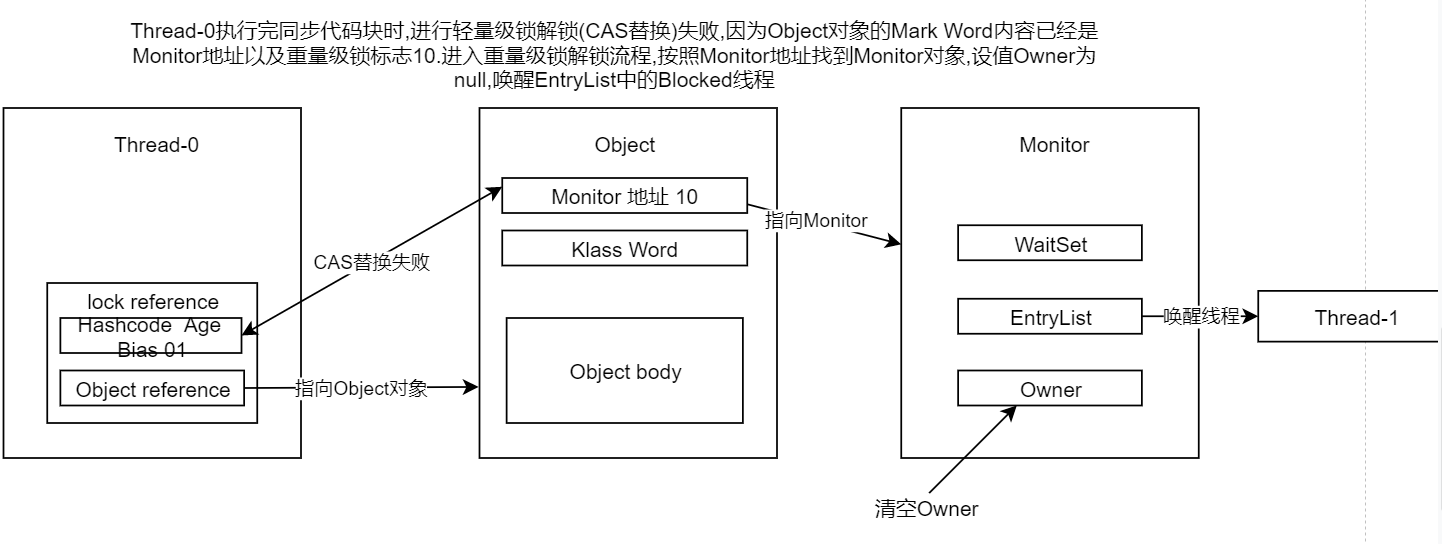 Thread-0执行完同步代码块时,进行轻量级锁解锁(CAS替换)失败,因为Object对象的Mark Word内容已经是
Monitor地址以及重量级锁标志10.进入重量级锁解锁流程,按照Monitor地址找到Monitor对象,设值Owner为
null,唤醒EntryList中的Blocked线程
Thread-0
Object
Monitor
Monitor 地址 10
指向Monitor
Klass Word
WaitSet
CAS替换失败
lock reference
Hashcode Age
Bias 01
EntryList
唤醒线程
Thread-1
Object reference
指向Object对象
Object body
Owner
清空Owner